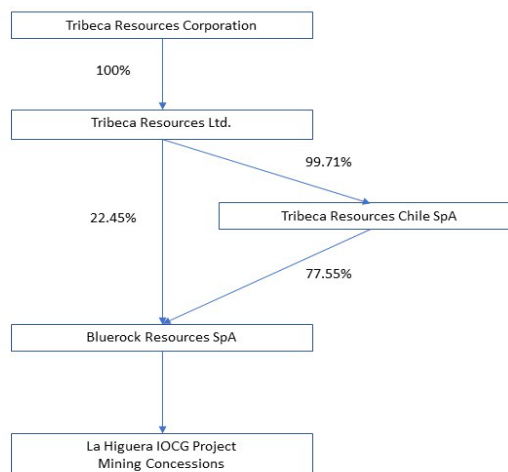 Tribeca Resources Corporation
100%
Tribeca Resources Ltd.
99.71%
Tribeca Resources Chile SpA
22.45%
77.55%
Bluerock Resources SpA
La Higuera IOCG Project
Mining Concessions